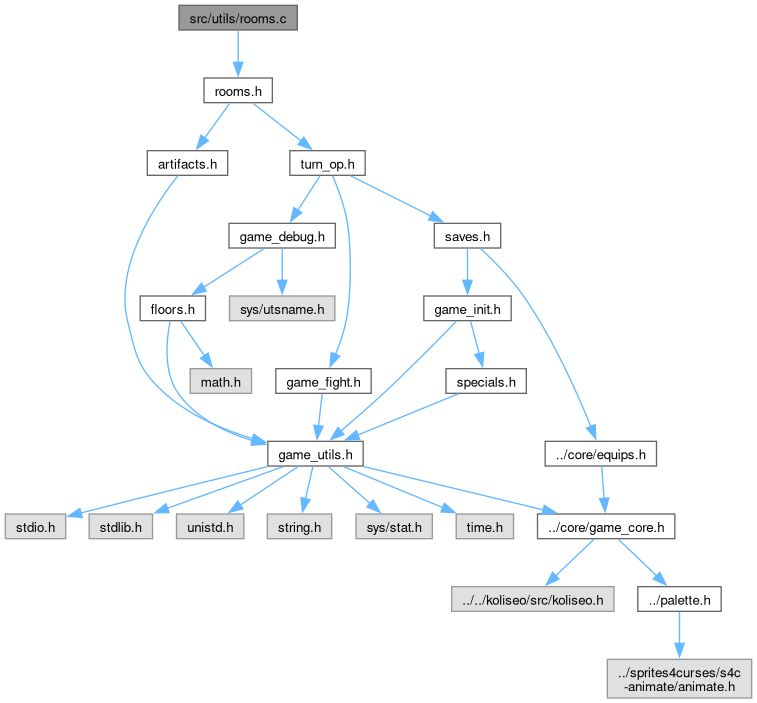 src/utils/rooms.c
rooms.h
artifacts.h
turn_op.h
game_debug.h
saves.h
floors.h
sys/utsname.h
game_init.h
math.h
game_fight.h
specials.h
game_utils.h
../core/equips.h
stdio.h
stdlib.h
unistd.h
string.h
sys/stat.h
time.h
../core/game_core.h
../../koliseo/src/koliseo.h
../palette.h
../sprites4curses/s4c
-animate/animate.h